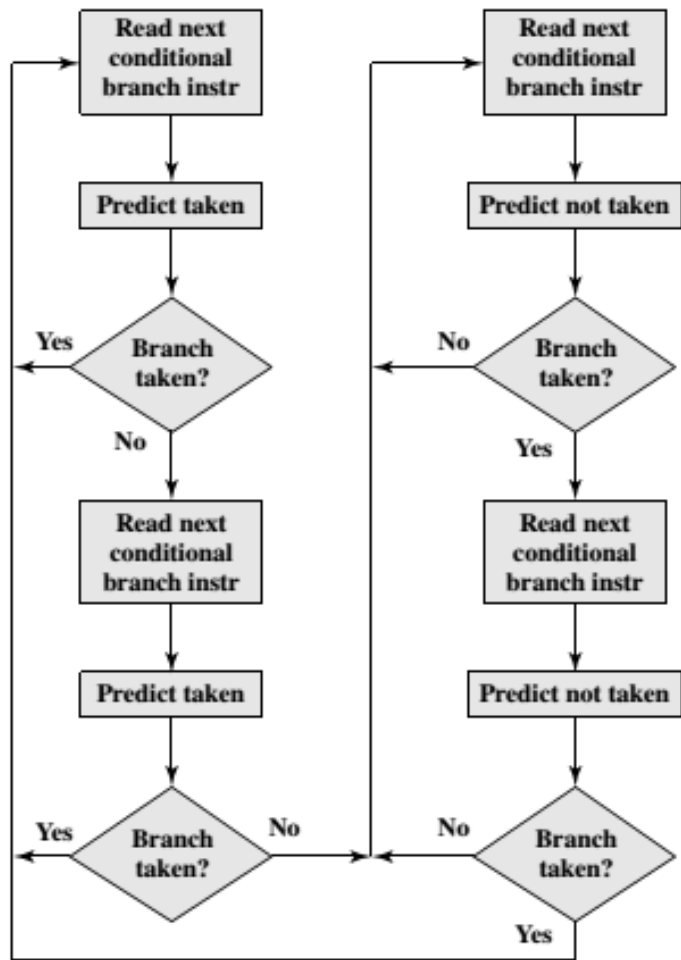 Read next
conditional
branch instr
Predict taken
Yes
Branch
taken?
No
Read next
conditional
branch instr
Predict taken
Yes
Branch
taken?
No
Read next
conditional
branch instr
Predict not taken
No
Branch
taken?
Yes
Read next
conditional
branch instr
Predict not taken
No
Branch
taken?
Yes